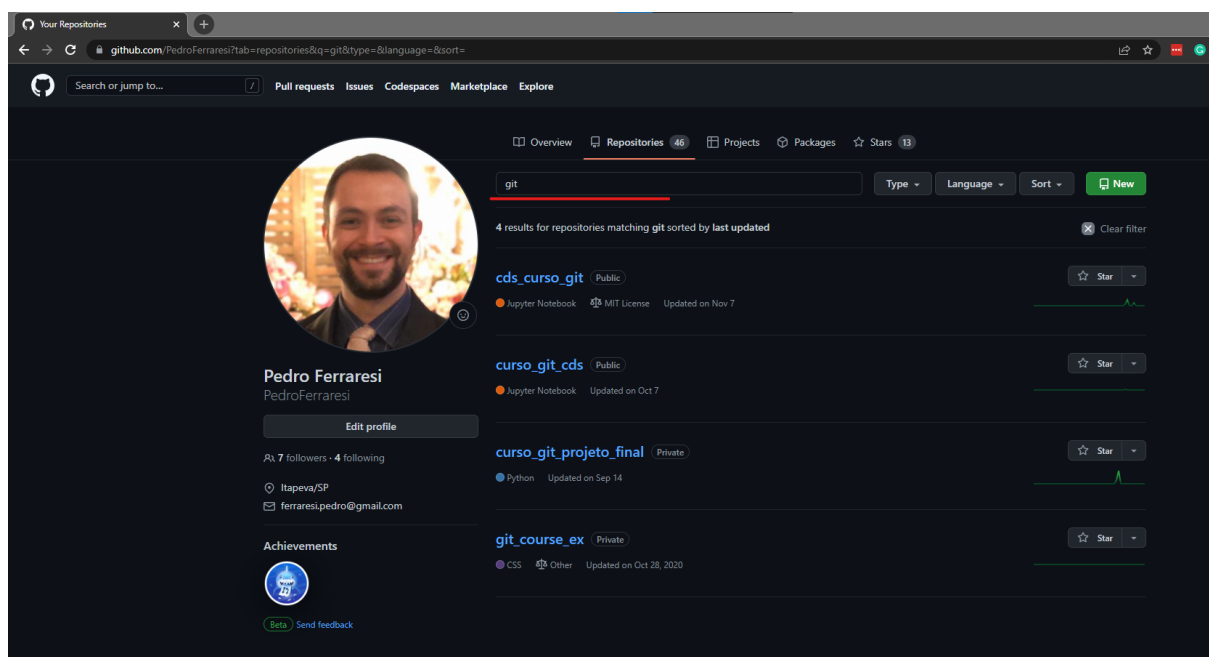 Your Repositories
github.com/PedroFerraresi?tab=repositories&q=git&type=&language=&sort=
Search or jump to... / Pull requests Issues Codespaces Marketplace Explore
Overview Repositories 46 Projects Packages Stars 13
git Type Language Sort New
4 results for repositories matching git sorted by last updated Clear filter
cds_curso_git Public Star
Jupyter Notebook MIT License Updated on Nov 7
curso_git_cds Public Star
Jupyter Notebook Updated on Oct 7
curso_git_projeto_final Private Star
Python Updated on Sep 14
git_course_ex Private Star
CSS Other Updated on Oct 28, 2020
Pedro Ferraresi
PedroFerraresi
Edit profile
7 followers · 4 following
Itapeva/SP
ferraresi.pedro@gmail.com
Achievements
Beta Send feedback